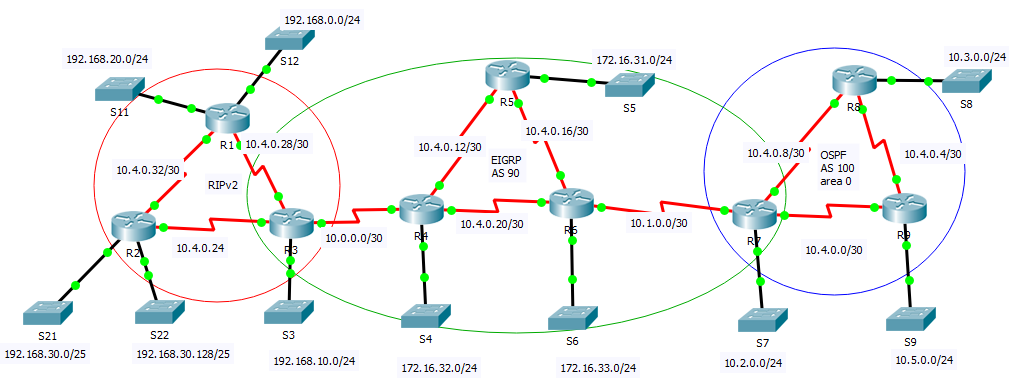 192.168.0.0/24
S12
192.168.20.0/24
S11
R1
10.4.0.28/30
10.4.0.32/30
RIPv2
R2
10.4.0.24
R3
10.0.0.0/30
S21
192.168.30.0/25
S22
192.168.30.128/25
S3
192.168.10.0/24
172.16.31.0/24
R5
S5
10.4.0.12/30
10.4.0.16/30
EIGRP
AS 90
R4
10.4.0.20/30
R6
10.1.0.0/30
S4
172.16.32.0/24
S6
172.16.33.0/24
10.3.0.0/24
R8
S8
10.4.0.8/30
OSPF
AS 100
area 0
10.4.0.4/30
R7
10.4.0.0/30
R9
S7
10.2.0.0/24
S9
10.5.0.0/24